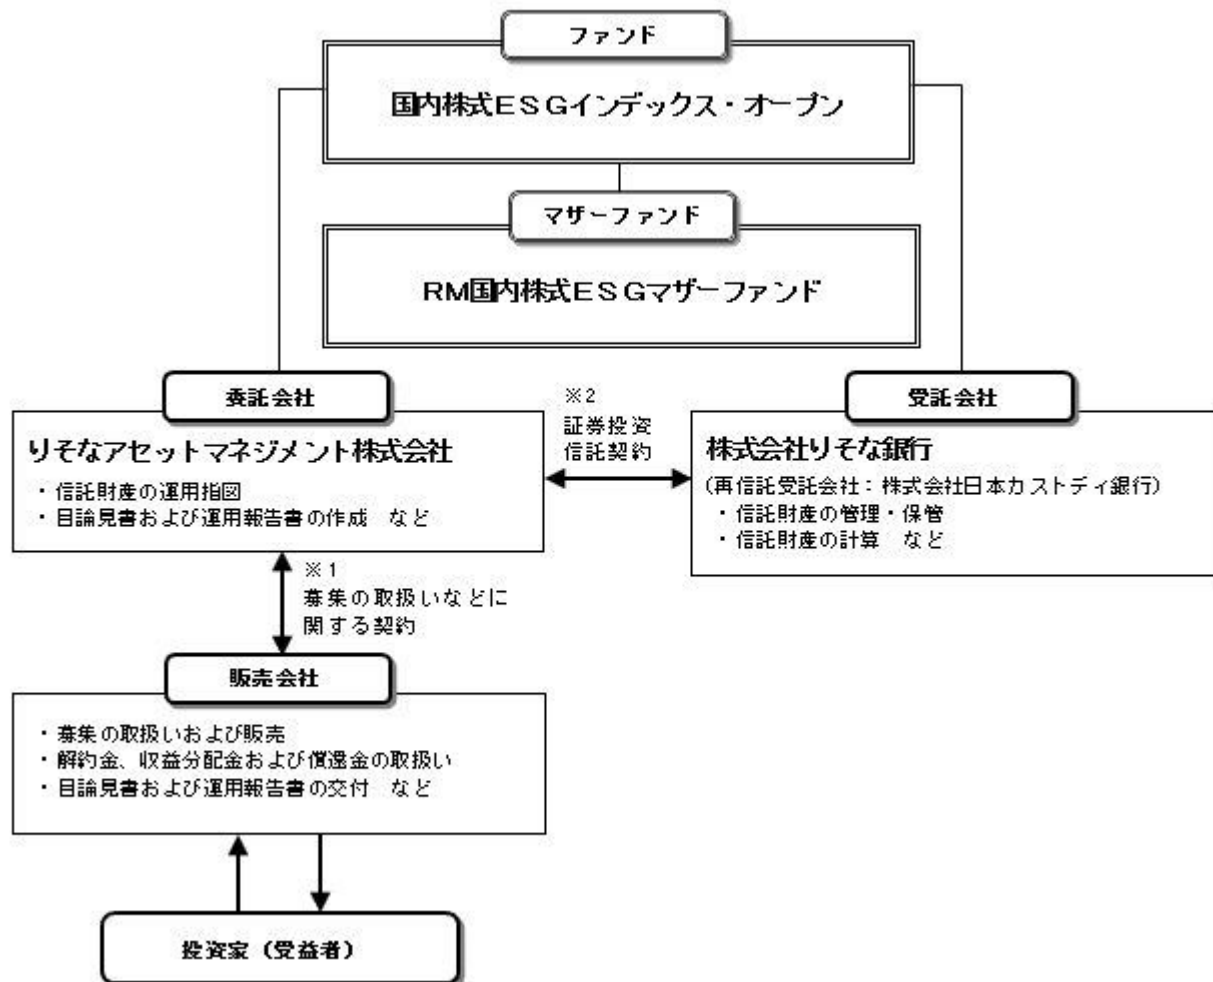 ファンド
国内株式ＥＳＧインデックス・オープン
マザーファンド
ＲＭ国内株式ＥＳＧマザーファンド
委託会社
りそなアセットマネジメント株式会社
・信託財産の運用指図
・目論見書および運用報告書の作成　など
※2
証券投資
信託契約
受託会社
株式会社りそな銀行
(再信託受託会社：株式会社日本カストディ銀行)
・信託財産の管理・保管
・信託財産の計算　など
※1
募集の取扱いなどに
関する契約
販売会社
・募集の取扱いおよび販売
・解約金、収益分配金および償還金の取扱い
・目論見書および運用報告書の交付　など
投資家（受益者）